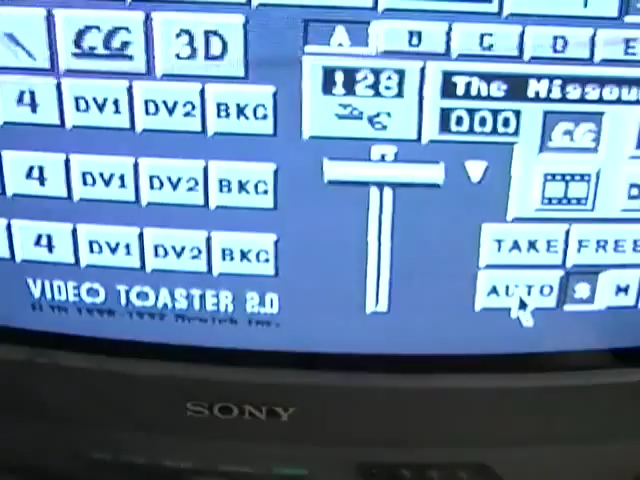 CG 3D A B C D E
128 The Missou
4 DV1 DV2 BKG 000 CG
4 DV1 DV2 BKG
4 DV1 DV2 BKG TAKE FREE
AUTO S M
VIDEO TOASTER 2.0
SONY